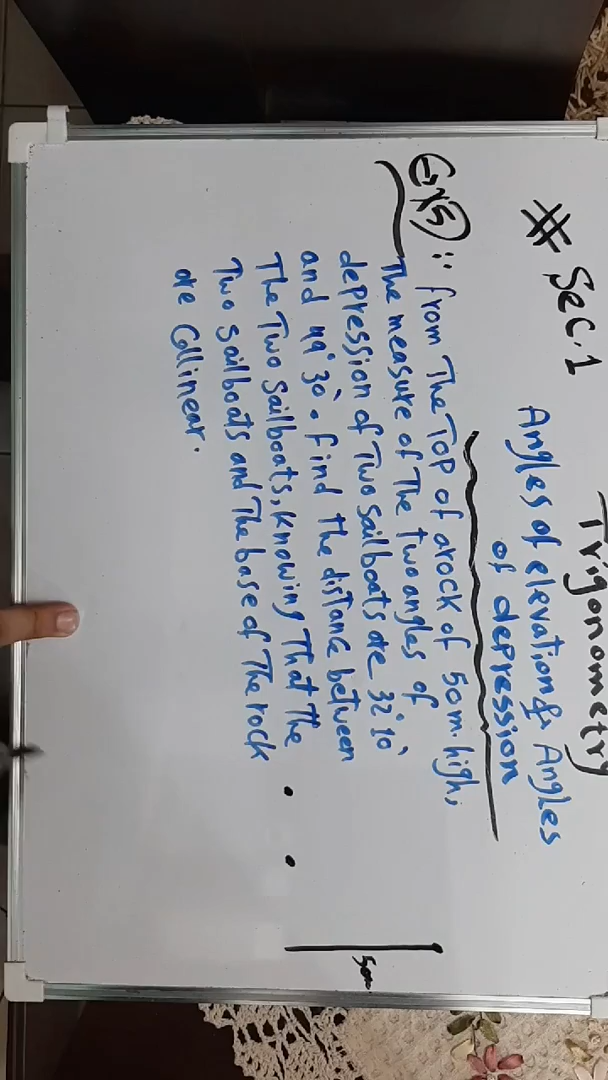 Trigonometry
# Sec.1 Angles of elevation & Angles
of depression
Ex5 :: from The Top of a rock of 50 m. high,
The measure of The two angles of
depression of Two sailboats are 32° 10`
and 49° 30`. Find the distance between
The Two sailboats, knowing That the
Two sailboats and The base of The rock
are Collinear.
50m